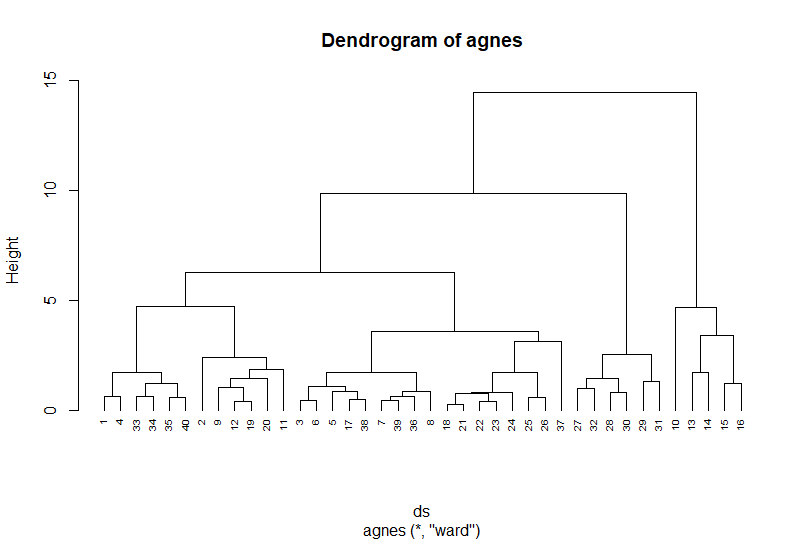 Dendrogram of agnes
15
10
5
0
Height
1 4 33 34 35 40 2 9 12 19 20 11 3 6 5 17 38 7 39 36 8 18 21 22 23 24 25 26 37 27 32 28 30 29 31 10 13 14 15 16
ds
agnes (*, "ward")